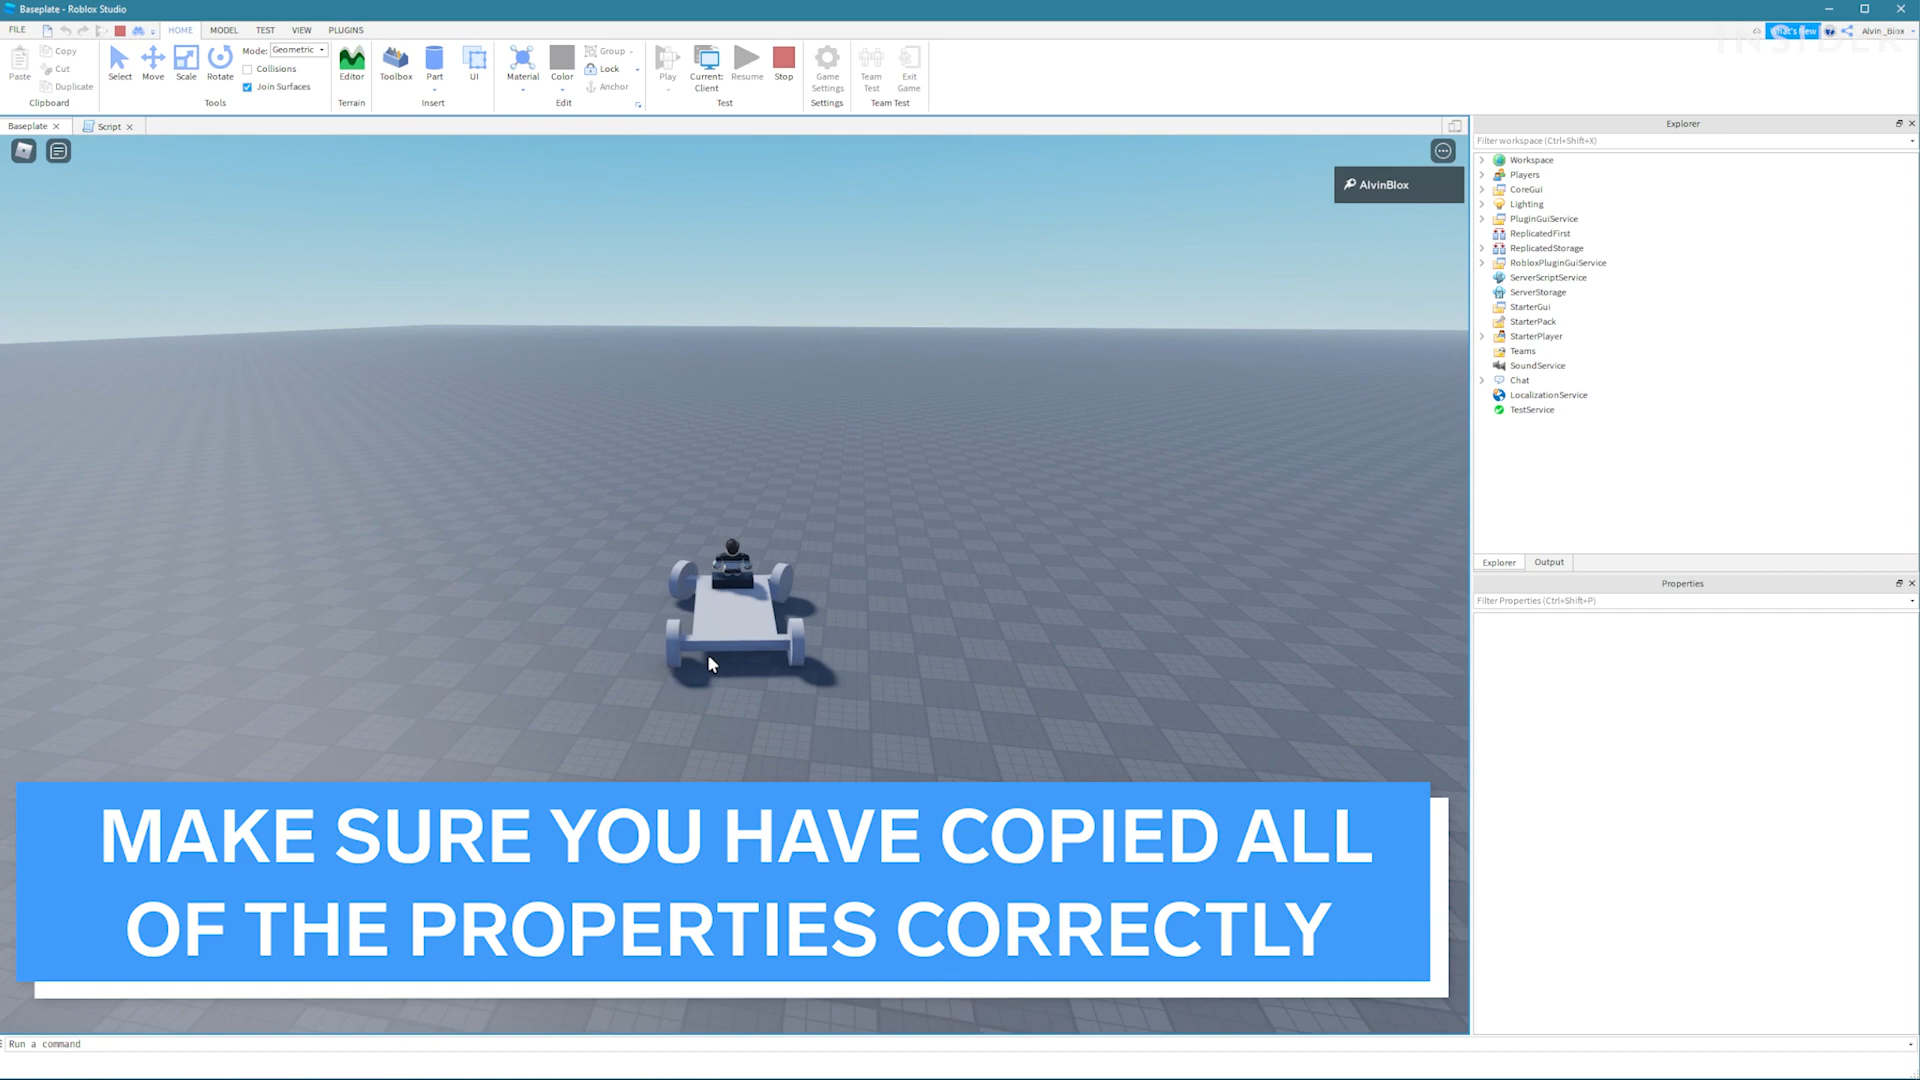 Baseplate - Roblox Studio
FILE
HOME MODEL TEST VIEW PLUGINS
What's New
Alvin_Blox
INSIDER
Paste
Copy
Cut
Duplicate
Clipboard
Select Move Scale Rotate
Mode: Geometric
Collisions
Join Surfaces
Tools
Editor
Terrain
Toolbox Part UI
Insert
Material Color
Group
Lock
Anchor
Edit
Play
Current:
Client
Resume Stop
Test
Game
Settings
Settings
Team
Test
Exit
Game
Team Test
Baseplate Script
AlvinBlox
Explorer
Filter workspace (Ctrl+Shift+X)
Workspace
Players
CoreGui
Lighting
PluginGuiService
ReplicatedFirst
ReplicatedStorage
RobloxPluginGuiService
ServerScriptService
ServerStorage
StarterGui
StarterPack
StarterPlayer
Teams
SoundService
Chat
LocalizationService
TestService
Explorer Output
Properties
Filter Properties (Ctrl+Shift+P)
MAKE SURE YOU HAVE COPIED ALL
OF THE PROPERTIES CORRECTLY
Run a command